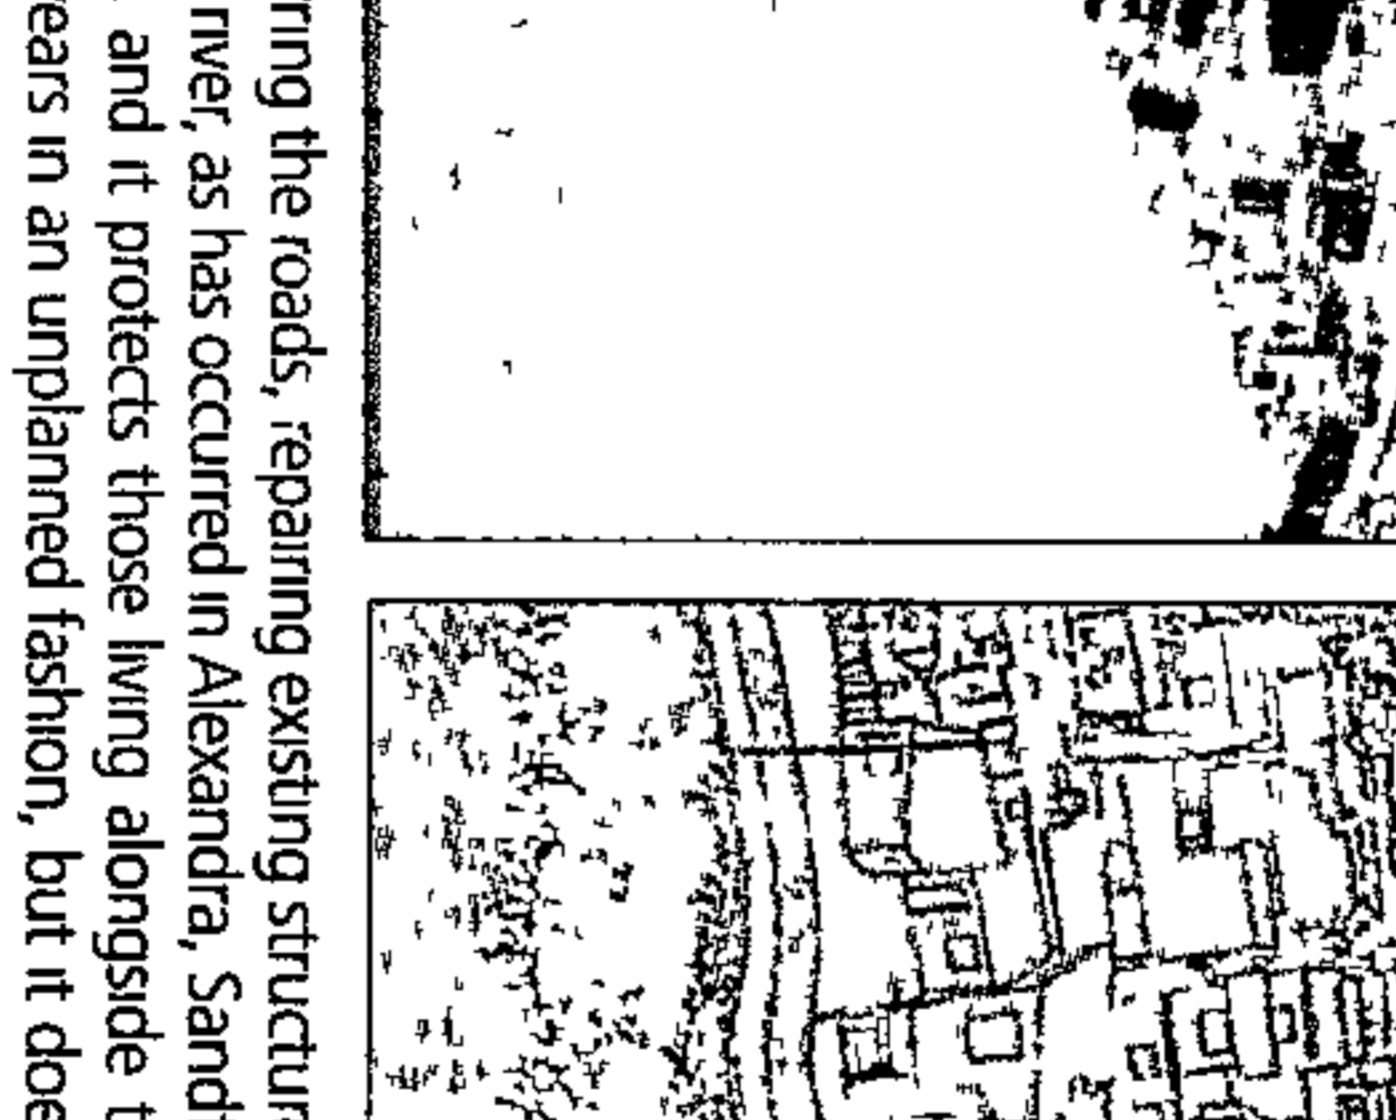 ring the roads, repairing existing structur
river, as has occurred in Alexandra, Sandt
and it protects those living alongside t
ears in an unplanned fashion, but it doe